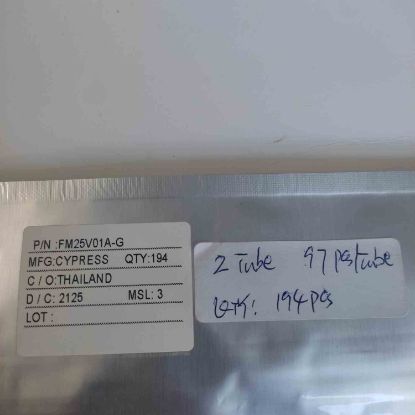 P/N :FM25V01A-G
MFG:CYPRESS QTY:194
C / O:THAILAND
D / C: 2125 MSL: 3
LOT :
2 Tube 97 pcs/tube
QTY: 194 pcs